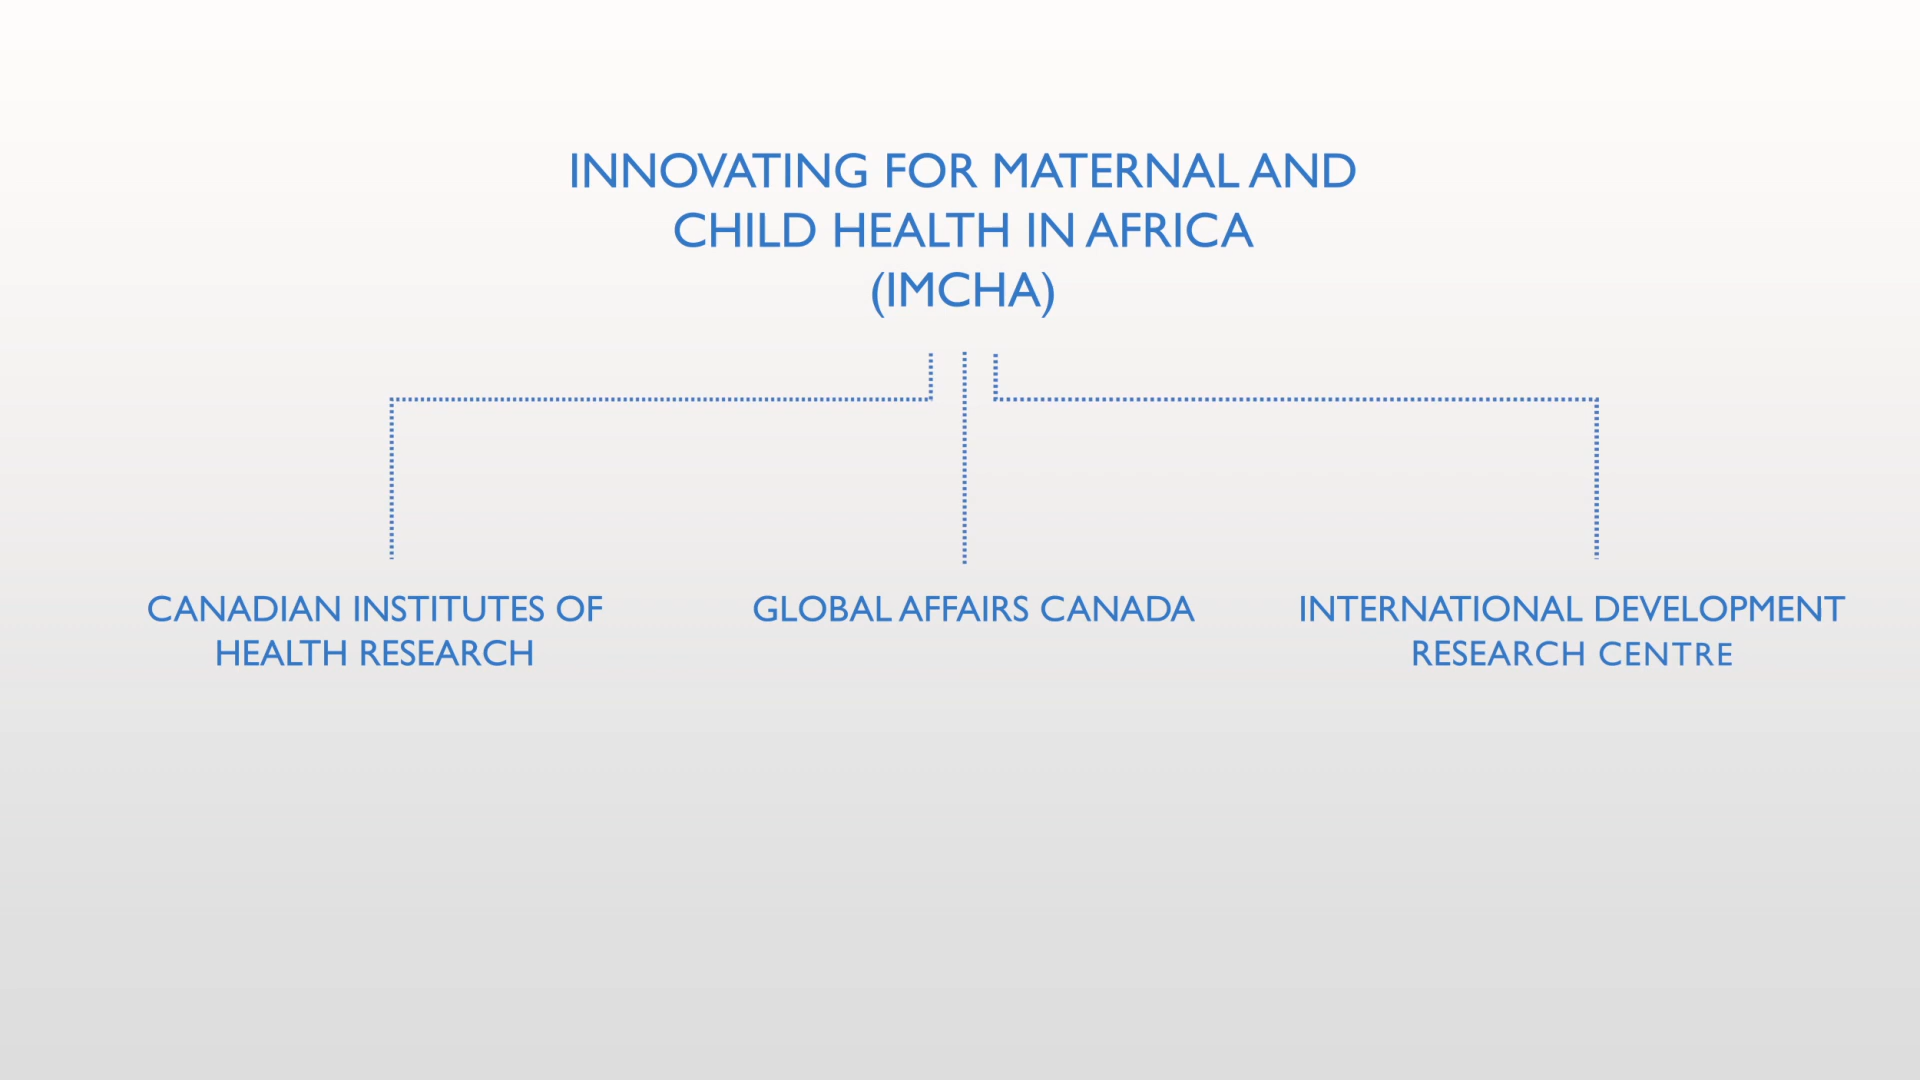 INNOVATING FOR MATERNAL AND
CHILD HEALTH IN AFRICA
(IMCHA)
CANADIAN INSTITUTES OF
HEALTH RESEARCH
GLOBAL AFFAIRS CANADA
INTERNATIONAL DEVELOPMENT
RESEARCH CENTRE